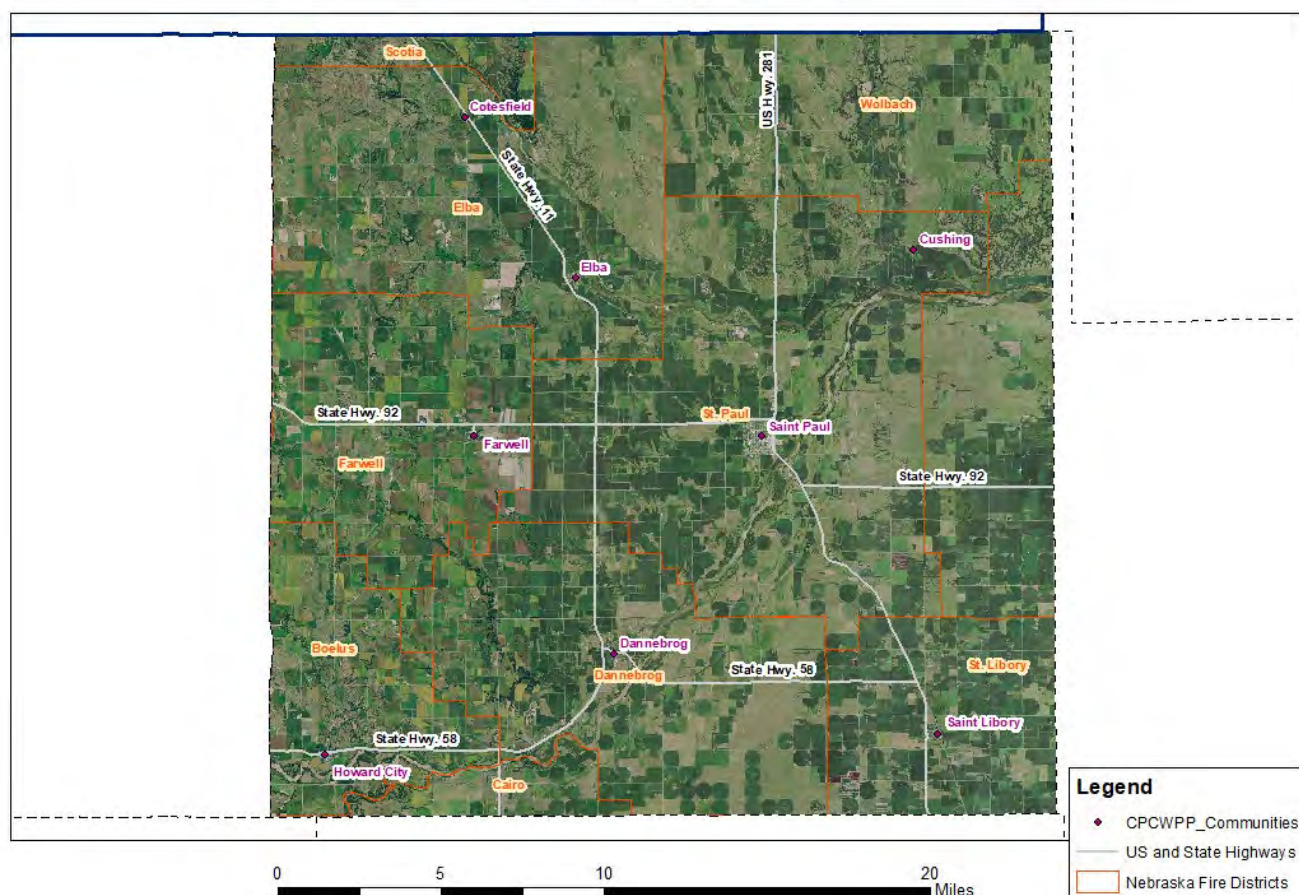 Scotia
US Hwy. 281
Wolbach
Cotesfield
State Hwy. 11
Elba
Cushing
Elba
State Hwy. 92
St. Paul
Saint Paul
Farwell
Farwell
State Hwy. 92
Dannebrog
Boelus
Dannebrog
State Hwy. 58
St. Libory
Saint Libory
State Hwy. 58
Howard City
Cairo
Legend
CPCWPP_Communities
US and State Highways
Nebraska Fire Districts
0 5 10 20
Miles